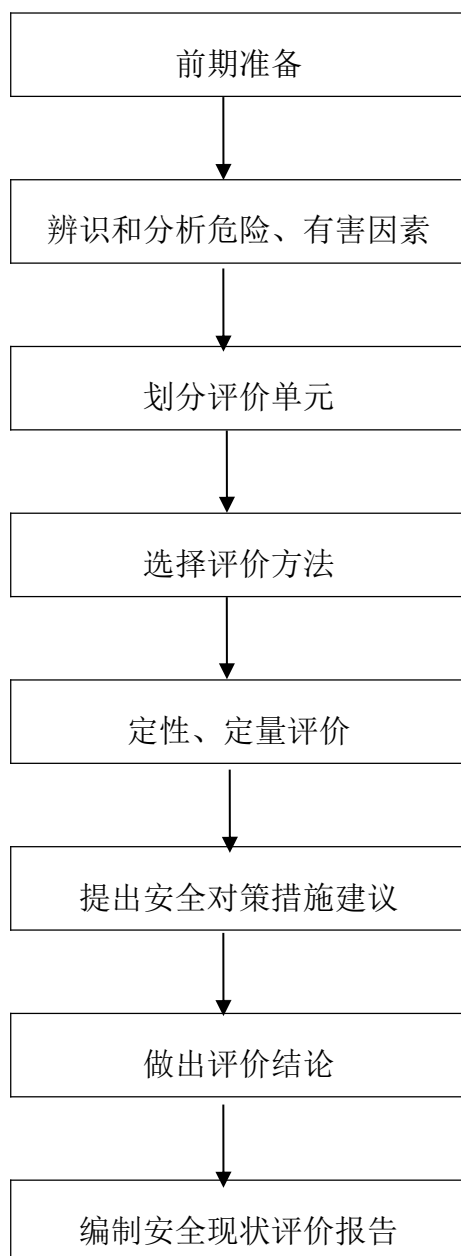 前期准备
辨识和分析危险、有害因素
划分评价单元
选择评价方法
定性、定量评价
提出安全对策措施建议
做出评价结论
编制安全现状评价报告